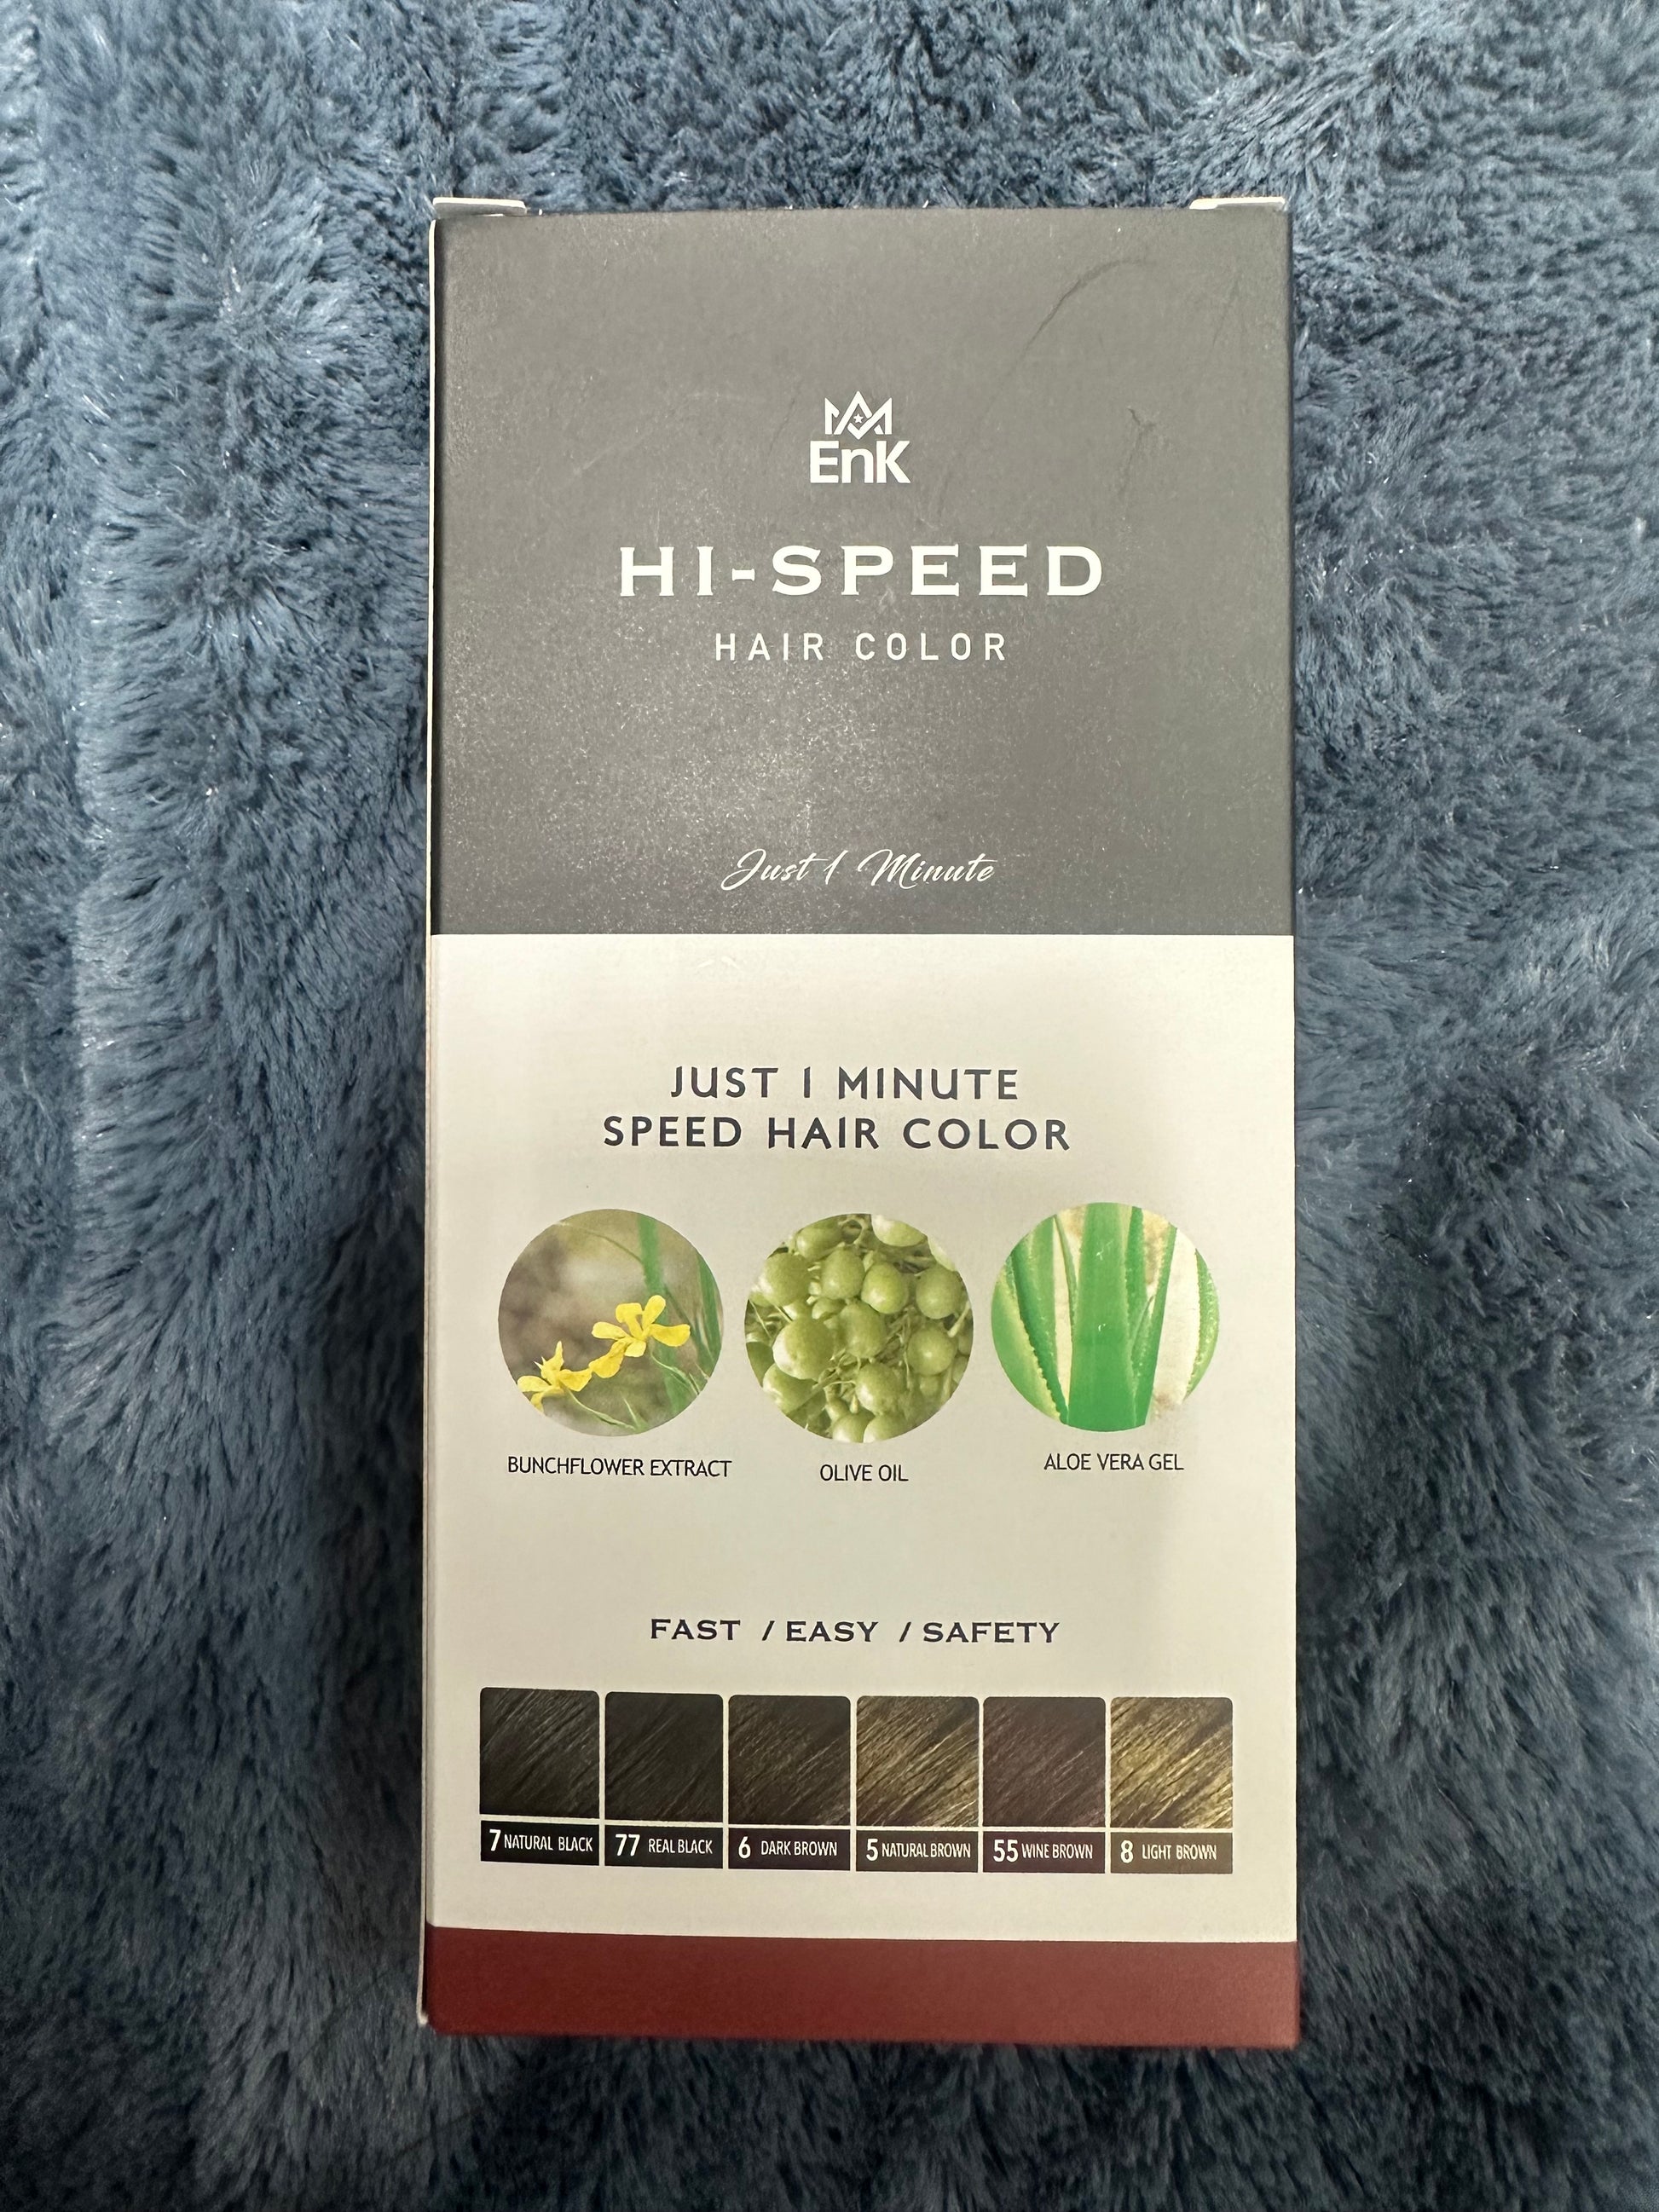 EnK
HI-SPEED
HAIR COLOR
Just 1 Minute
JUST 1 MINUTE
SPEED HAIR COLOR
BUNCHFLOWER EXTRACT
OLIVE OIL
ALOE VERA GEL
FAST / EASY / SAFETY
7 NATURAL BLACK
77 REAL BLACK
6 DARK BROWN
5 NATURAL BROWN
55 WINE BROWN
8 LIGHT BROWN